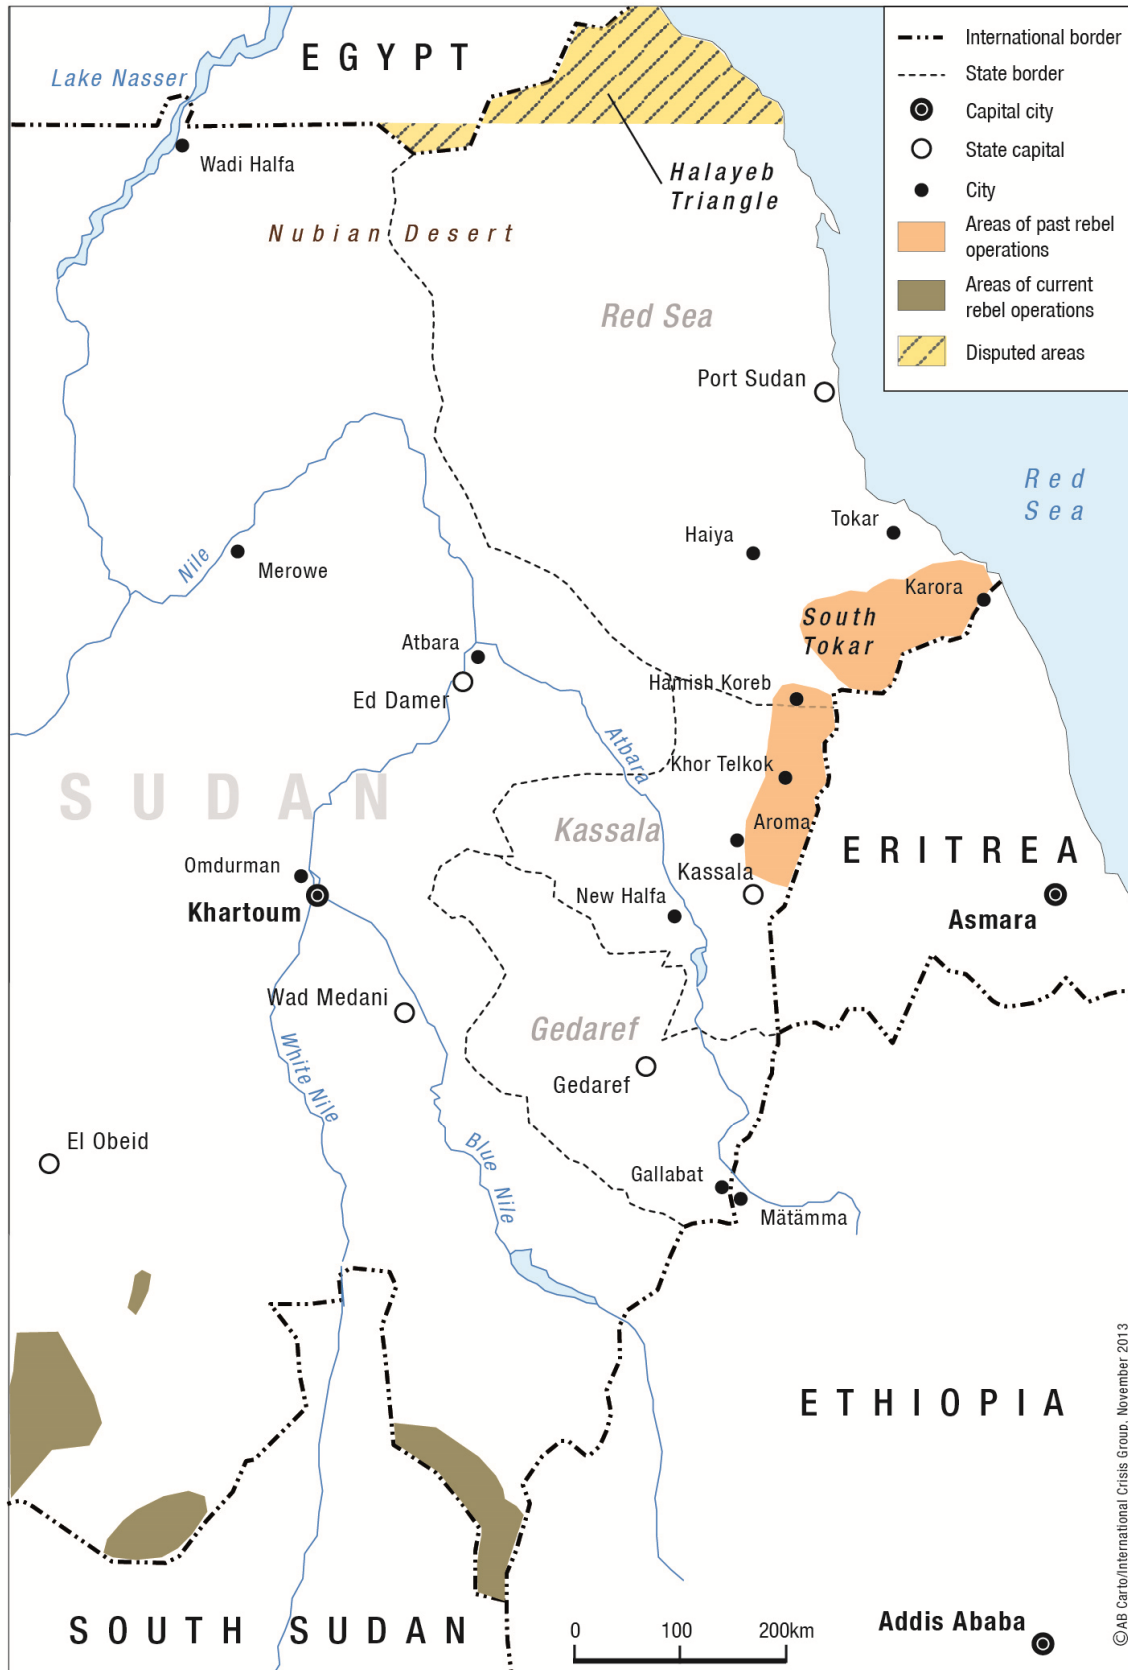 EGYPT
Lake Nasser
Wadi Halfa
Halayeb
Triangle
Nubian Desert
Red Sea
Port Sudan
Red
Sea
Tokar
Haiya
Nile
Merowe
Karora
South
Tokar
Atbara
Ed Damer
Hamish Koreb
Atbara
Khor Telkok
SUDAN
Kassala
Aroma
ERITREA
Omdurman
Kassala
New Halfa
Khartoum
Asmara
Wad Medani
Gedaref
White Nile
Gedaref
El Obeid
Blue Nile
Gallabat
Mätämma
ETHIOPIA
SOUTH SUDAN
Addis Ababa
0 100 200km
International border
State border
Capital city
State capital
City
Areas of past rebel
operations
Areas of current
rebel operations
Disputed areas
©AB Carto/International Crisis Group, November 2013